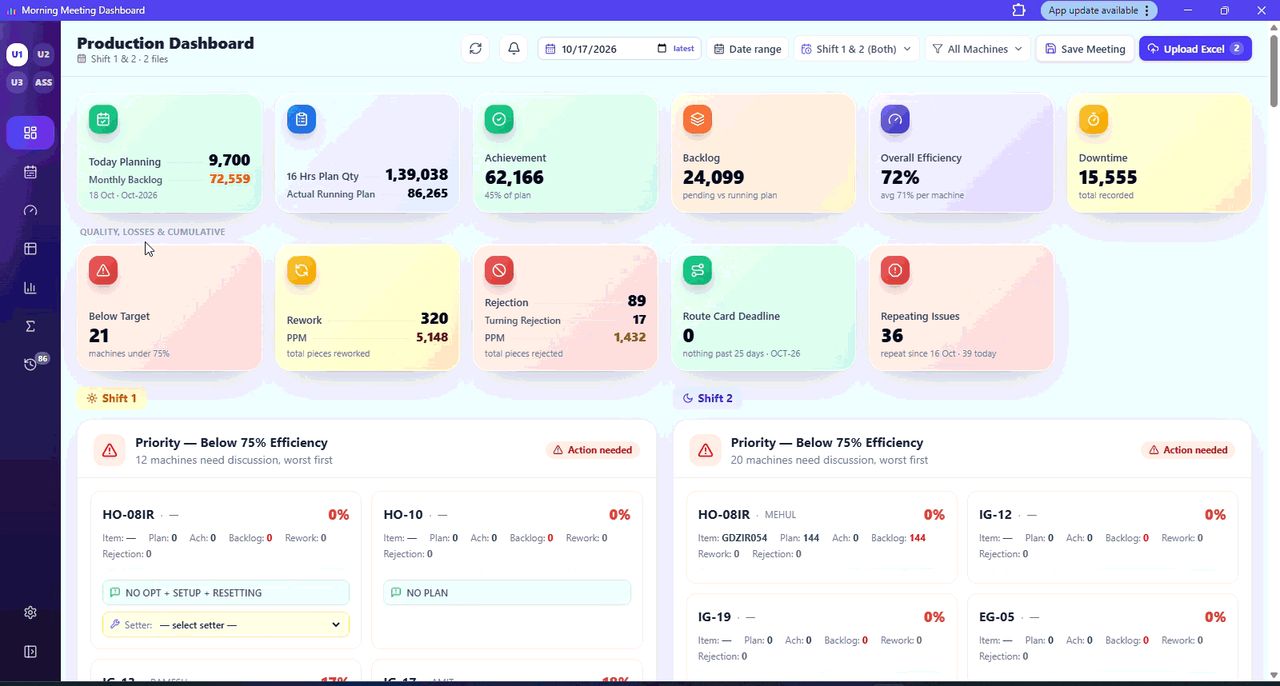 Morning Meeting Dashboard
App update available
U1 U2
U3 ASS
86
Production Dashboard
Shift 1 & 2 · 2 files
10/17/2026 latest
Date range
Shift 1 & 2 (Both)
All Machines
Save Meeting
Upload Excel 2
Today Planning 9,700
Monthly Backlog 72,559
18 Oct · Oct-2026
16 Hrs Plan Qty 1,39,038
Actual Running Plan 86,265
Achievement
62,166
45% of plan
Backlog
24,099
pending vs running plan
Overall Efficiency
72%
avg 71% per machine
Downtime
15,555
total recorded
QUALITY, LOSSES & CUMULATIVE
Below Target
21
machines under 75%
Rework 320
PPM 5,148
total pieces reworked
Rejection 89
Turning Rejection 17
PPM 1,432
total pieces rejected
Route Card Deadline
0
nothing past 25 days · OCT-26
Repeating Issues
36
repeat since 16 Oct · 39 today
Shift 1
Priority — Below 75% Efficiency
12 machines need discussion, worst first
Action needed
HO-08IR · — 0%
Item: — Plan: 0 Ach: 0 Backlog: 0 Rework: 0
Rejection: 0
NO OPT + SETUP + RESETTING
Setter: — select setter —
HO-10 · — 0%
Item: — Plan: 0 Ach: 0 Backlog: 0 Rework: 0
Rejection: 0
NO PLAN
Shift 2
Priority — Below 75% Efficiency
20 machines need discussion, worst first
Action needed
HO-08IR · MEHUL 0%
Item: GDZIR054 Plan: 144 Ach: 0 Backlog: 144
Rework: 0 Rejection: 0
IG-12 · — 0%
Item: — Plan: 0 Ach: 0 Backlog: 0 Rework: 0
Rejection: 0
IG-19 · — 0%
Item: — Plan: 0 Ach: 0 Backlog: 0 Rework: 0
Rejection: 0
EG-05 · — 0%
Item: — Plan: 0 Ach: 0 Backlog: 0 Rework: 0
Rejection: 0